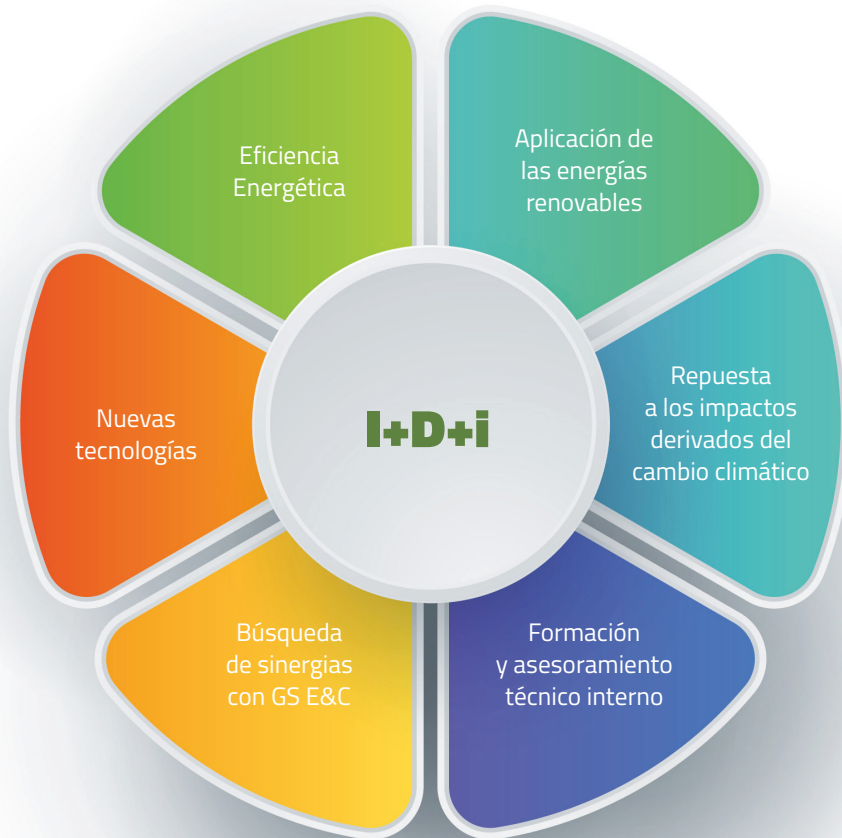 Eficiencia
Energética
Aplicación de
las energías
renovables
Repuesta
a los impactos
derivados del
cambio climático
Formación
y asesoramiento
técnico interno
Búsqueda
de sinergias
con GS E&C
Nuevas
tecnologías
I+D+i